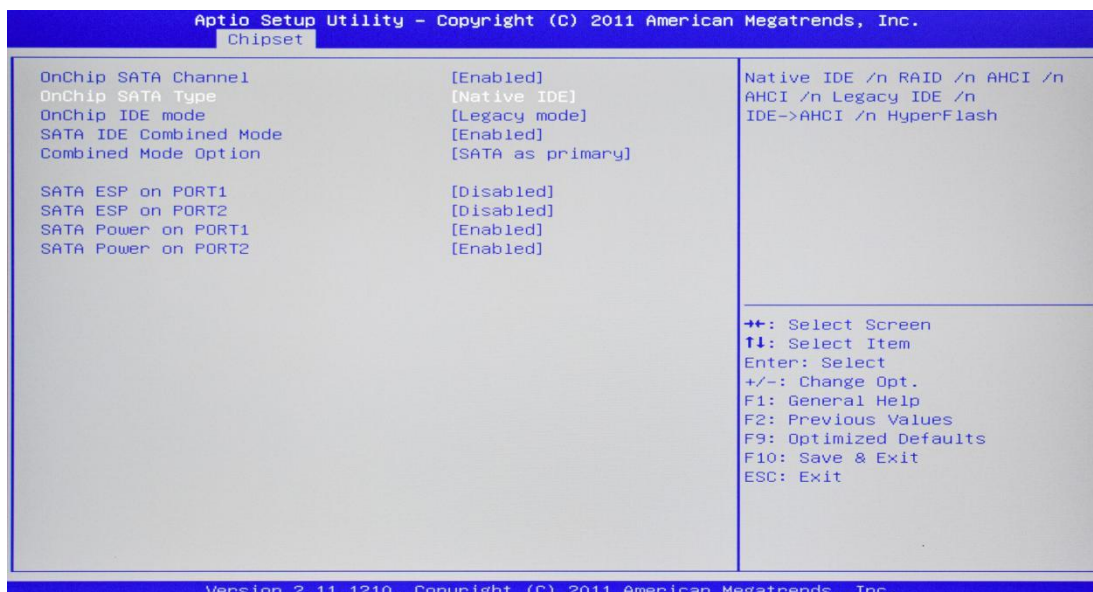 Aptio Setup Utility – Copyright (C) 2011 American Megatrends, Inc.
Chipset
OnChip SATA Channel [Enabled]
OnChip SATA Type [Native IDE]
OnChip IDE mode [Legacy mode]
SATA IDE Combined Mode [Enabled]
Combined Mode Option [SATA as primary]
SATA ESP on PORT1 [Disabled]
SATA ESP on PORT2 [Disabled]
SATA Power on PORT1 [Enabled]
SATA Power on PORT2 [Enabled]
Native IDE /n RAID /n AHCI /n
AHCI /n Legacy IDE /n
IDE->AHCI /n HyperFlash
→←: Select Screen
↑↓: Select Item
Enter: Select
+/-: Change Opt.
F1: General Help
F2: Previous Values
F9: Optimized Defaults
F10: Save & Exit
ESC: Exit
Version 2.11.1210. Copyright (C) 2011 American Megatrends, Inc.